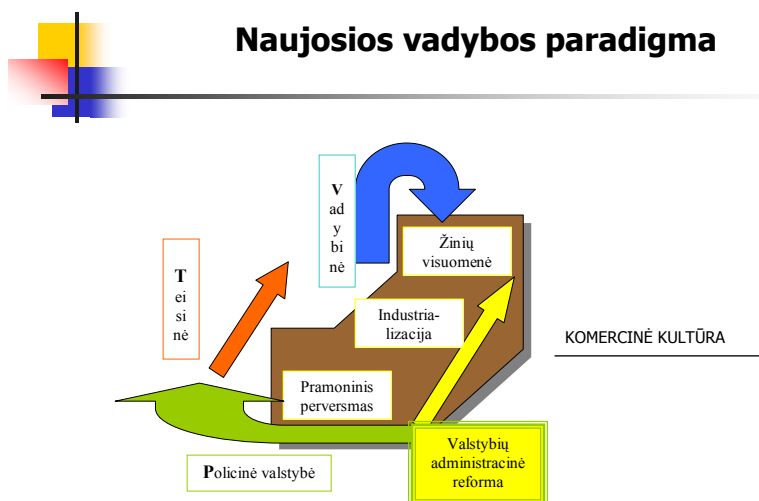 Naujosios vadybos paradigma
V
ad
y
bi
nė
Žinių
visuomenė
T
ei
si
nė
Industria-
lizacija
KOMERCINĖ KULTŪRA
Pramoninis
perversmas
Policinė valstybė
Valstybių
administracinė
reforma